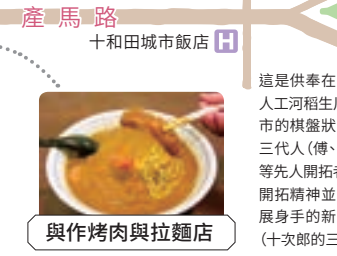 產馬路
十和田城市飯店 H
與作烤肉與拉麵店
這是供奉在
人工河稻生川
市的棋盤狀
三代人(傅、
等先人開拓者
開拓精神並
展身手的新
(十次郎的三